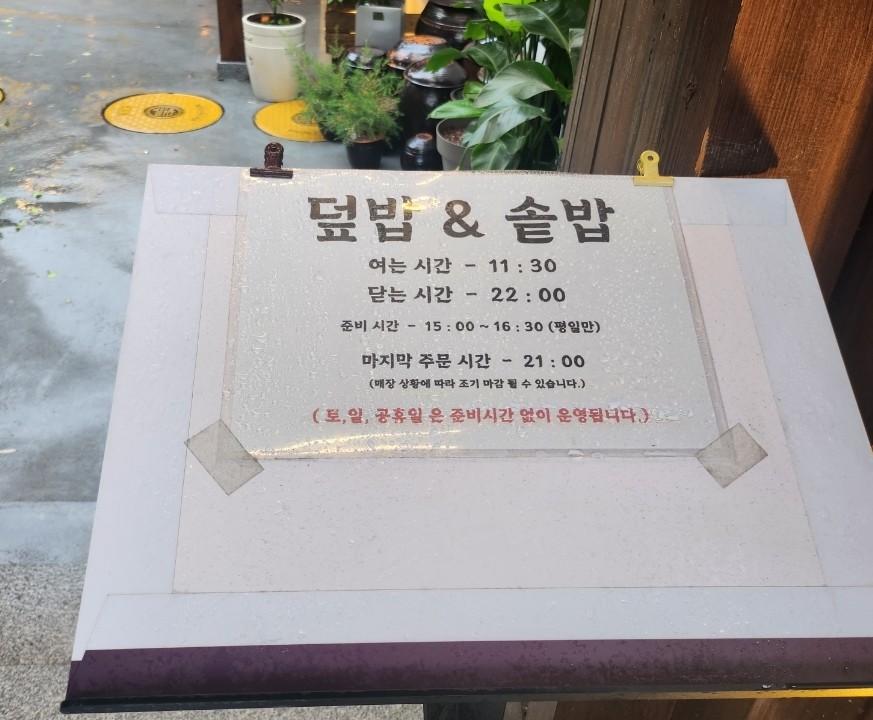 덮밥 & 솥밥
여는 시간 - 11 : 30
닫는 시간 - 22 : 00
준비 시간 - 15 : 00 ~ 16 : 30 (평일만)
마지막 주문 시간 - 21 : 00
(매장 상황에 따라 조기 마감 될 수 있습니다.)
( 토,일, 공휴일 은 준비시간 없이 운영됩니다.)